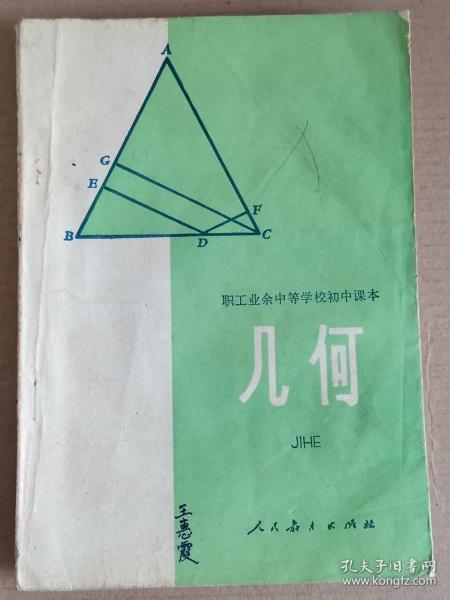 A
G
E
F
B
D
C
职工业余中等学校初中课本
几何
JIHE
王惠霞
人民教育出版社
孔夫子旧书网
www.kongfz.com